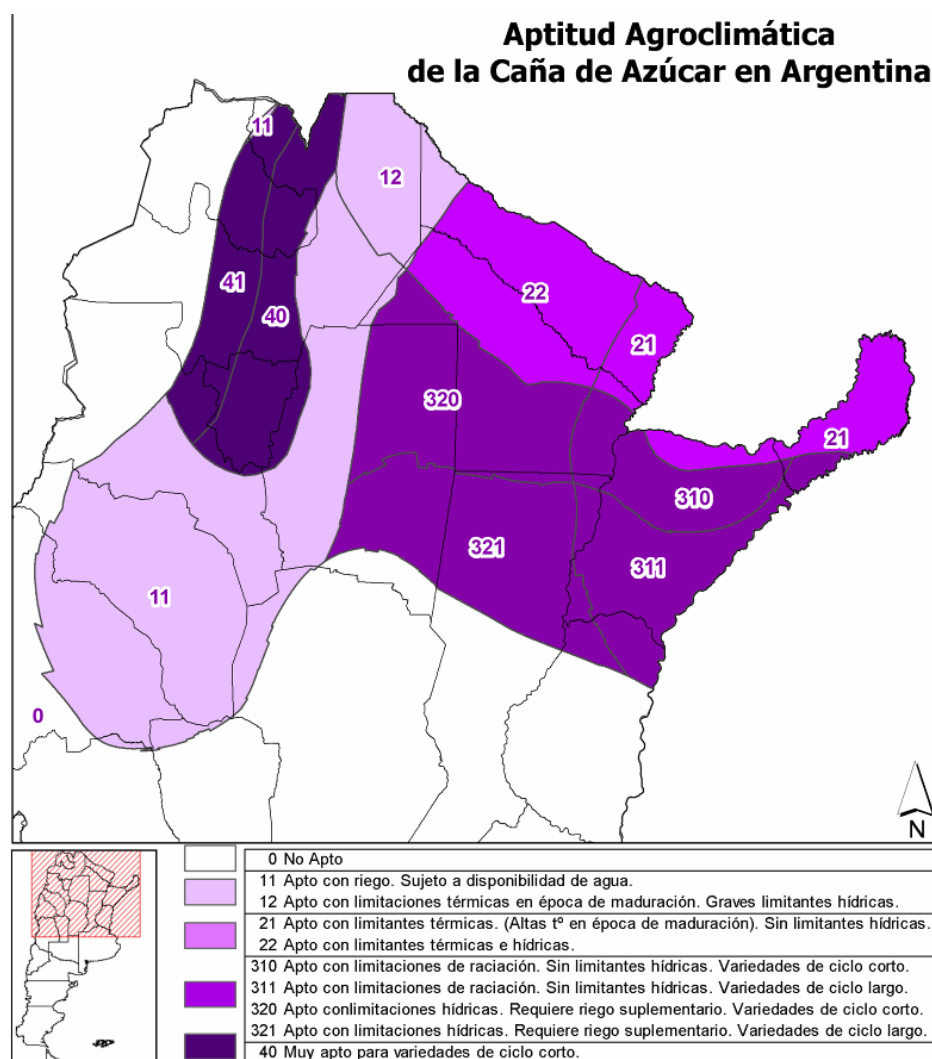 Aptitud Agroclimática
de la Caña de Azúcar en Argentina
11
12
41
40
22
21
320
21
310
321
311
11
0
N
0 No Apto
11 Apto con riego. Sujeto a disponibilidad de agua.
12 Apto con limitaciones térmicas en época de maduración. Graves limitantes hídricas.
21 Apto con limitantes térmicas. (Altas tº en época de maduración). Sin limitantes hídricas.
22 Apto con limitantes térmicas e hídricas.
310 Apto con limitaciones de raciación. Sin limitantes hídricas. Variedades de ciclo corto.
311 Apto con limitaciones de raciación. Sin limitantes hídricas. Variedades de ciclo largo.
320 Apto conlimitaciones hídricas. Requiere riego suplementario. Variedades de ciclo corto.
321 Apto con limitaciones hídricas. Requiere riego suplementario. Variedades de ciclo largo.
40 Muy apto para variedades de ciclo corto.